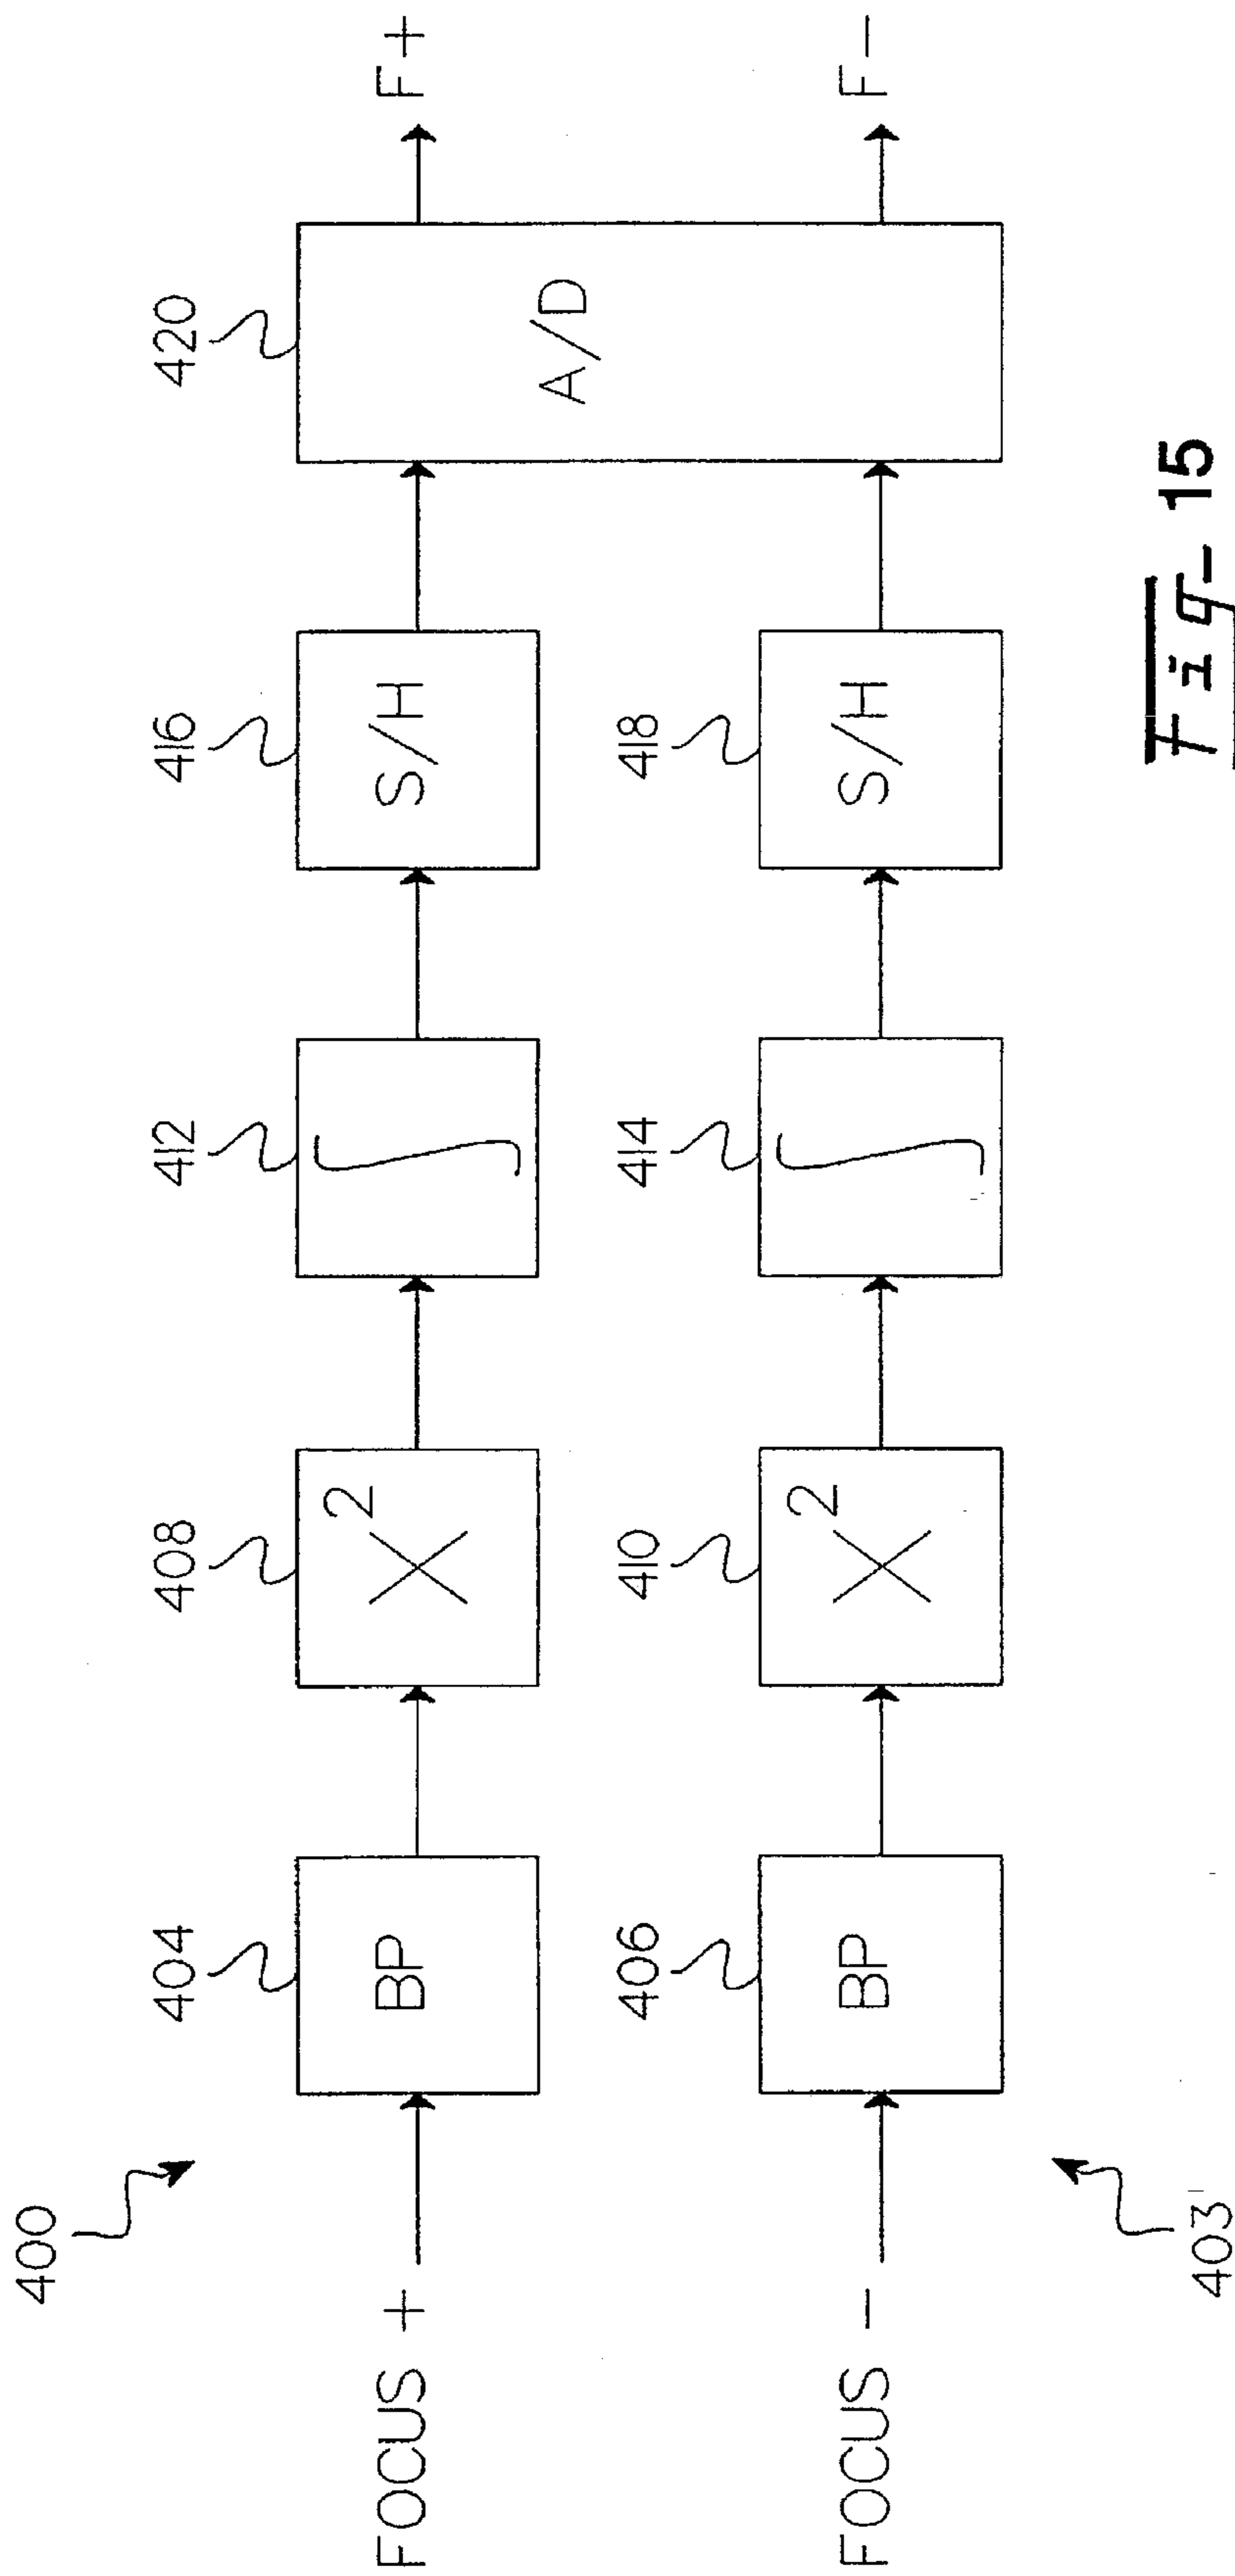 400
404
408
412
416
420
FOCUS +
BP
X²
∫
S/H
A/D
F+
406
410
414
418
FOCUS -
BP
X²
∫
S/H
F-
403
Fig- 15